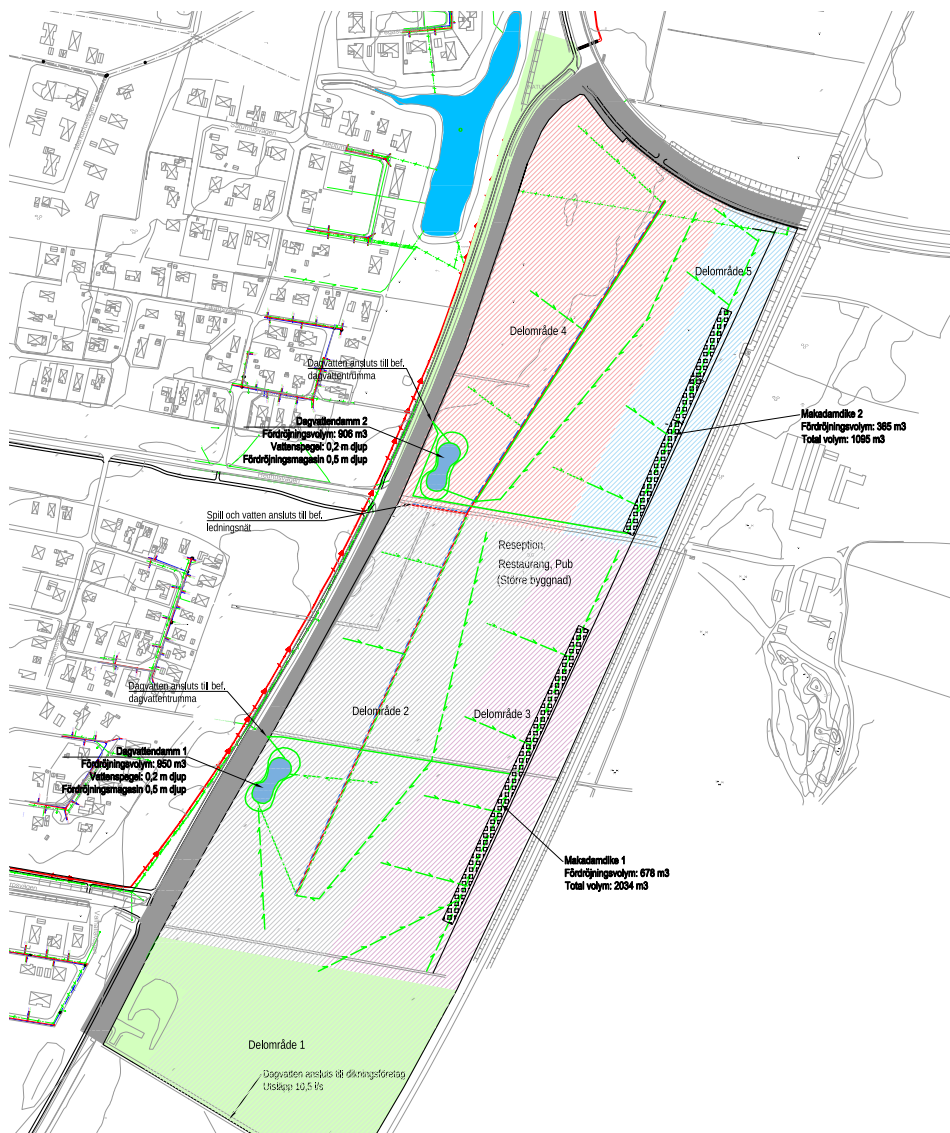 Delområde 5
Delområde 4
Dagvatten ansluts till bef.
dagvattentrumma
Dagvattendamm 2
Fördröjningsvolym: 906 m3
Vattenspegel: 0,2 m djup
Fördröjningsmagasin 0,5 m djup
Makadamdike 2
Fördröjningsvolym: 365 m3
Total volym: 1095 m3
Spill och vatten ansluts till bef.
ledningsnät
Reseption,
Restaurang, Pub
(Större byggnad)
Dagvatten ansluts till bef.
dagvattentrumma
Delområde 2
Delområde 3
Dagvattendamm 1
Fördröjningsvolym: 950 m3
Vattenspegel: 0,2 m djup
Fördröjningsmagasin 0,5 m djup
Makadamdike 1
Fördröjningsvolym: 678 m3
Total volym: 2034 m3
Delområde 1
Dagvatten ansluts till dikningsföretag
Utsläpp 10,5 l/s